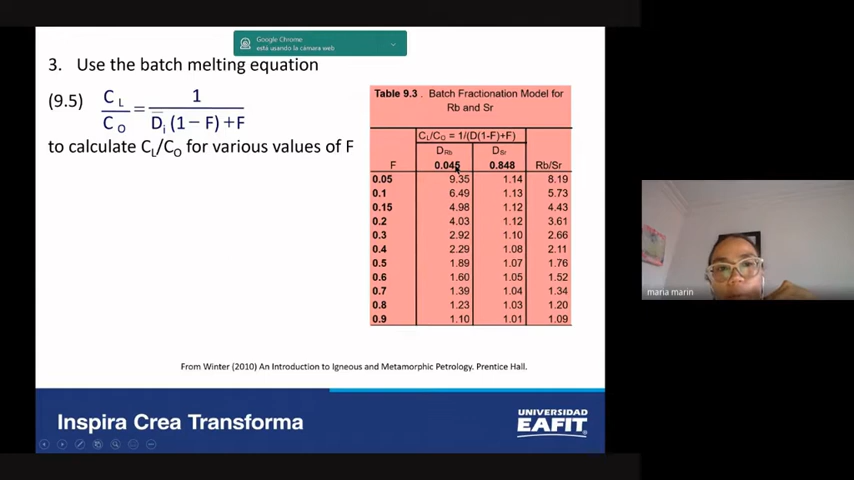 Google Chrome
está usando la cámara web
3. Use the batch melting equation
(9.5) C L / C O = 1 / D i (1 − F) + F
to calculate CL/CO for various values of F
Table 9.3 . Batch Fractionation Model for
Rb and Sr
CL/CO = 1/(D(1-F)+F)
DRb DSr
F 0.045 0.848 Rb/Sr
0.05 9.35 1.14 8.19
0.1 6.49 1.13 5.73
0.15 4.98 1.12 4.43
0.2 4.03 1.12 3.61
0.3 2.92 1.10 2.66
0.4 2.29 1.08 2.11
0.5 1.89 1.07 1.76
0.6 1.60 1.05 1.52
0.7 1.39 1.04 1.34
0.8 1.23 1.03 1.20
0.9 1.10 1.01 1.09
From Winter (2010) An Introduction to Igneous and Metamorphic Petrology. Prentice Hall.
Inspira Crea Transforma
UNIVERSIDAD
EAFIT
maria marin